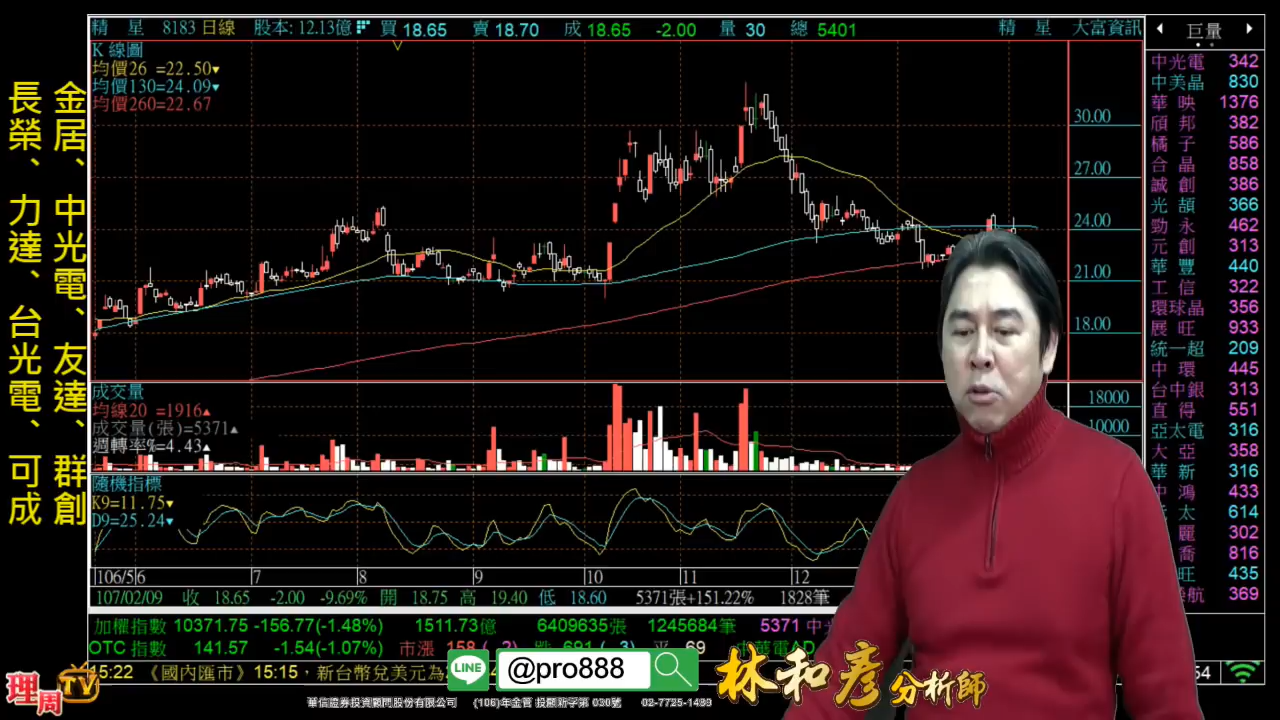 精 星 8183 日線 股本: 12.13億 買 18.65 賣 18.70 成 18.65 -2.00 量 30 總 5401 精 星 大富資訊
K 線圖
均價26 =22.50
均價130=24.09
均價260=22.67
30.00
27.00
24.00
21.00
18.00
成交量
均線20 =1916
成交量(張)=5371
週轉率%=4.43
18000
10000
隨機指標
K9=11.75
D9=25.24
106/5 6 7 8 9 10 11 12
107/02/09 收 18.65 -2.00 -9.69% 開 18.75 高 19.40 低 18.60 5371張+151.22% 1828筆
加權指數 10371.75 -156.77(-1.48%) 1511.73億 6409635張 1245684筆 5371 中
OTC 指數 141.57 -1.54(-1.07%) 市漲 158
15:22 《國內匯市》15:15，新台幣兌美元為
巨量
中光電 342
中美晶 830
華 映 1376
頎 邦 382
橘 子 586
合 晶 858
誠 創 386
光 頡 366
勁 永 462
元 創 313
華 豐 440
工 信 322
環球晶 356
展 旺 933
統一超 209
中 環 445
台中銀 313
直 得 551
亞太電 316
大 亞 358
華 新 316
中 鴻 433
太 614
麗 302
喬 816
旺 435
航 369
金居、中光電、友達、群創
長榮、力達、台光電、可成
LINE @pro888
林和彥分析師
理周TV
華信證券投資顧問股份有限公司 (106)年金管 投顧新字第 030號 02-7725-1489